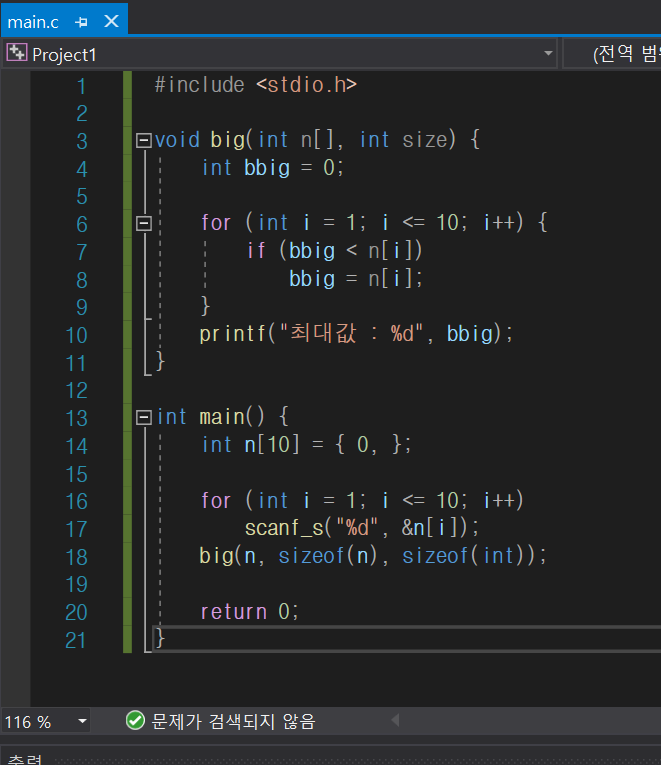 main.c
Project1
(전역 범위
1 #include <stdio.h>
2
3 void big(int n[], int size) {
4 int bbig = 0;
5
6 for (int i = 1; i <= 10; i++) {
7 if (bbig < n[i])
8 bbig = n[i];
9 }
10 printf("최대값 : %d", bbig);
11 }
12
13 int main() {
14 int n[10] = { 0, };
15
16 for (int i = 1; i <= 10; i++)
17 scanf_s("%d", &n[i]);
18 big(n, sizeof(n), sizeof(int));
19
20 return 0;
21 }
116 %
문제가 검색되지 않음
출력